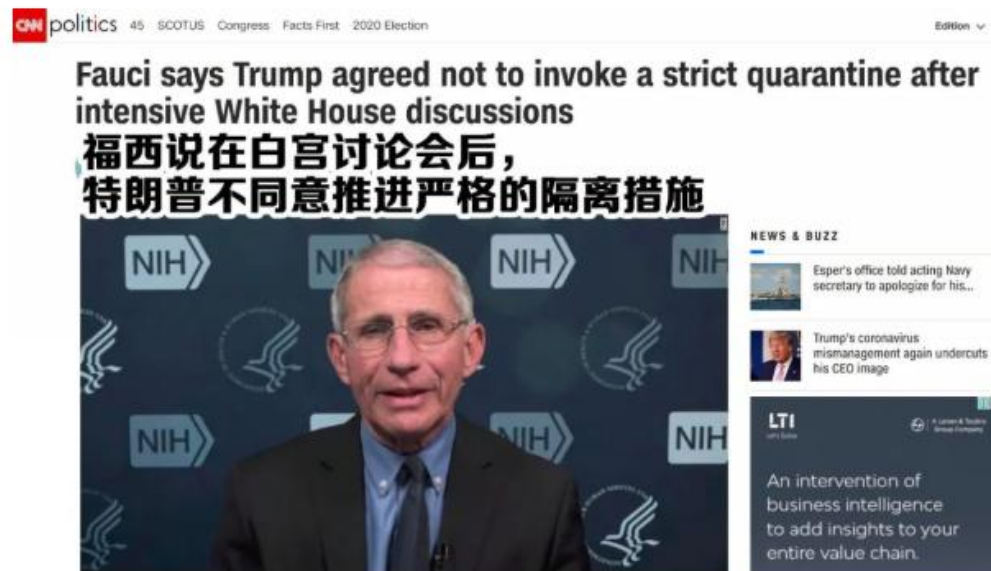 CNN politics 45 SCOTUS Congress Facts First 2020 Election Edition
Fauci says Trump agreed not to invoke a strict quarantine after
intensive White House discussions
福西说在白宫讨论会后，
特朗普不同意推进严格的隔离措施
NIH NIH NIH NIH
NIH NIH NIH
NEWS & BUZZ
Esper's office told acting Navy
secretary to apologize for his...
Trump's coronavirus
mismanagement again undercuts
his CEO image
LTI
A Larsen & Toubro
Group Company
An intervention of
business intelligence
to add insights to your
entire value chain.